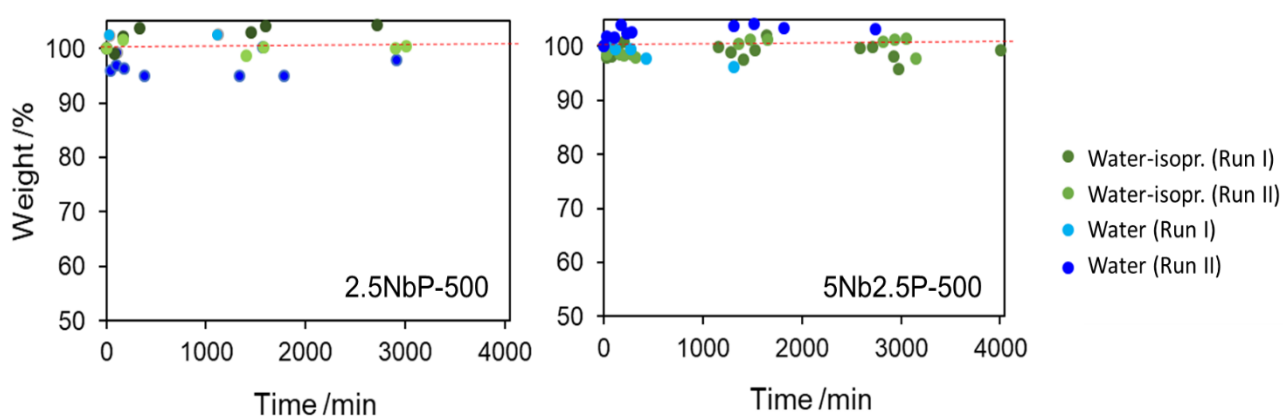 Weight /%
100
90
80
70
60
50
2.5NbP-500
0
1000
2000
3000
4000
Time /min
100
90
80
70
60
50
5Nb2.5P-500
0
1000
2000
3000
4000
Time /min
Water-isopr. (Run I)
Water-isopr. (Run II)
Water (Run I)
Water (Run II)